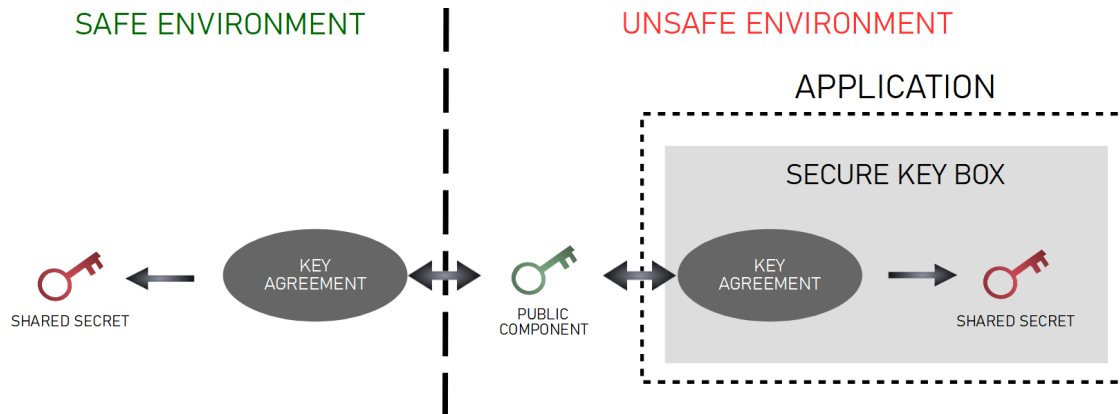 SAFE ENVIRONMENT
UNSAFE ENVIRONMENT
APPLICATION
SECURE KEY BOX
SHARED SECRET
KEY
AGREEMENT
PUBLIC
COMPONENT
KEY
AGREEMENT
SHARED SECRET